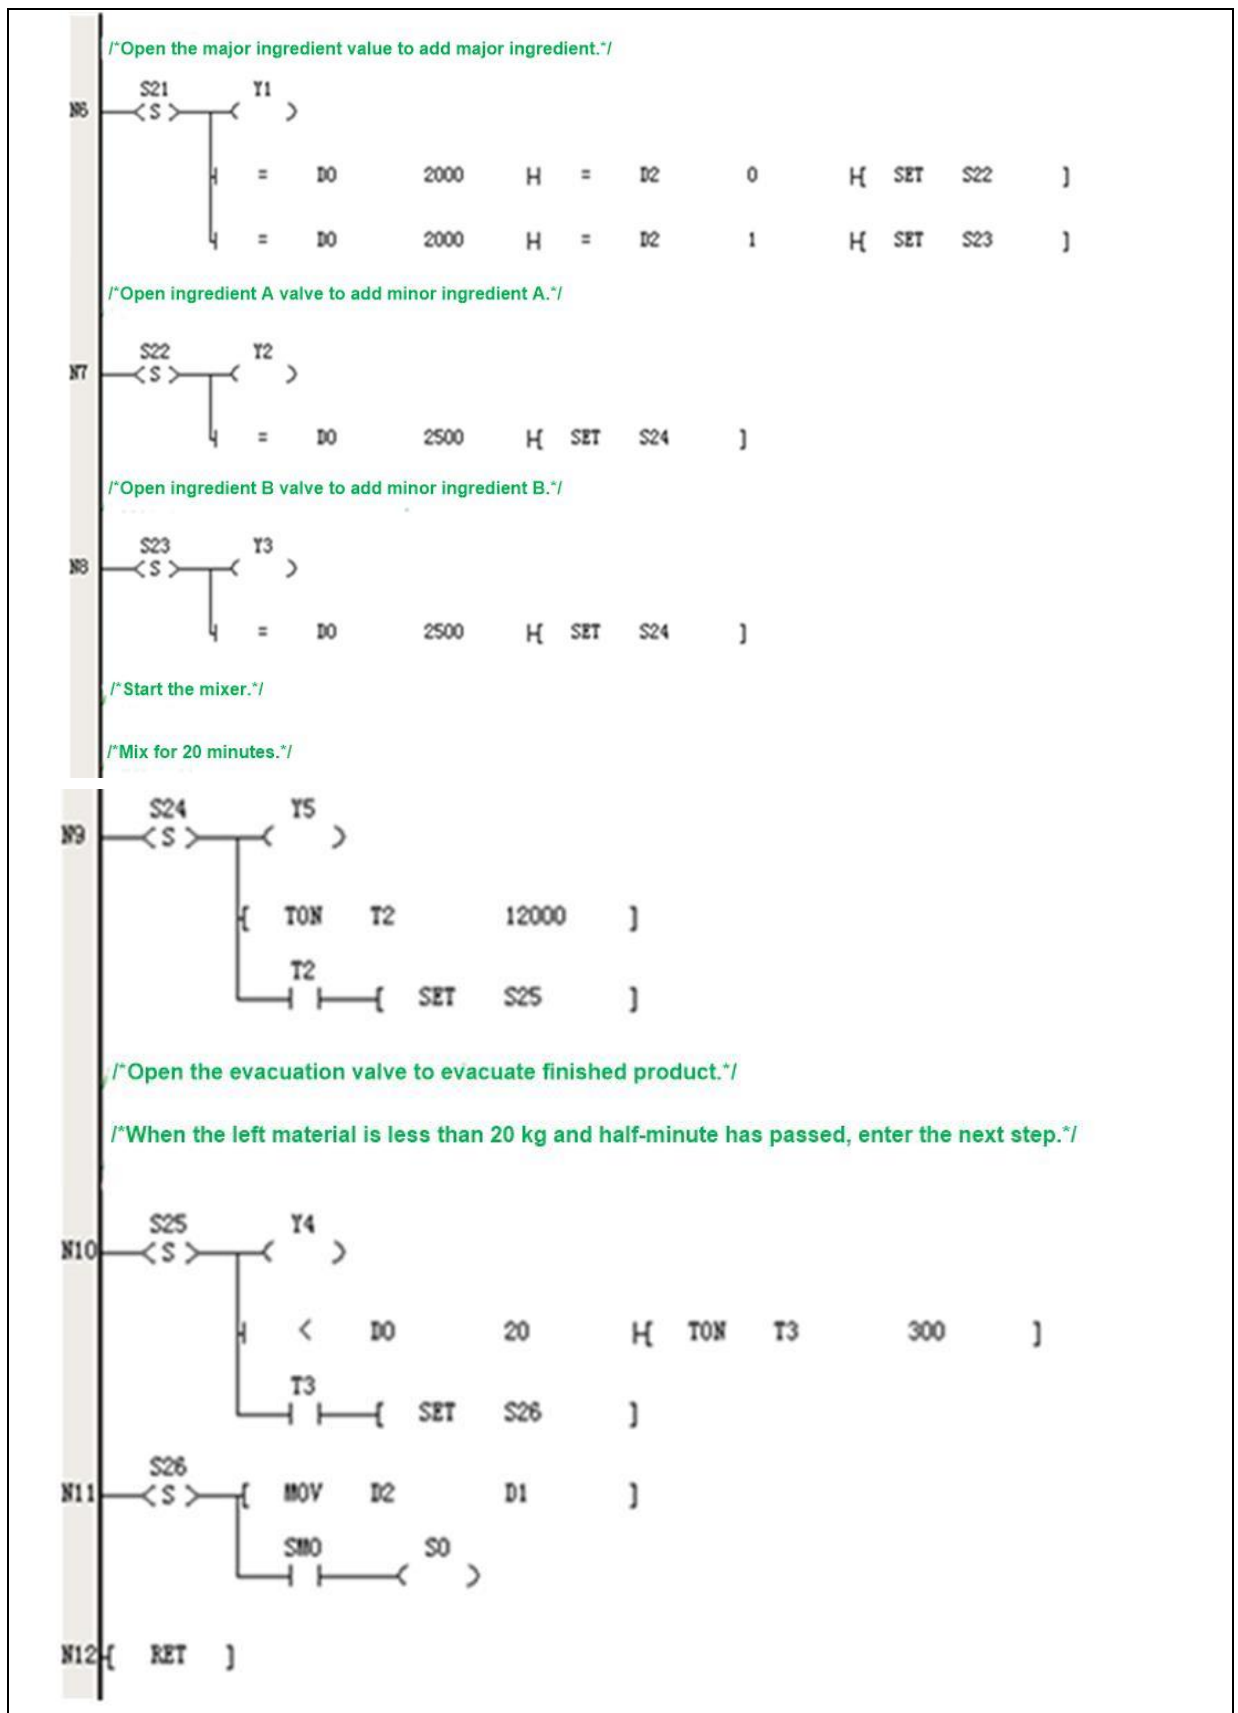 /*Open the major ingredient value to add major ingredient.*/
S21 Y1
N6 S
= D0 2000 = D2 0 SET S22
= D0 2000 = D2 1 SET S23
/*Open ingredient A valve to add minor ingredient A.*/
S22 Y2
N7 S
= D0 2500 SET S24
/*Open ingredient B valve to add minor ingredient B.*/
S23 Y3
N8 S
= D0 2500 SET S24
/*Start the mixer.*/
/*Mix for 20 minutes.*/
S24 Y5
N9 S
[ TON T2 12000 ]
T2
[ SET S25 ]
/*Open the evacuation valve to evacuate finished product.*/
/*When the left material is less than 20 kg and half-minute has passed, enter the next step.*/
S25 Y4
N10 S
< D0 20 [ TON T3 300 ]
T3
[ SET S26 ]
S26
N11 S [ MOV D2 D1 ]
SM0 S0
N12 [ RET ]